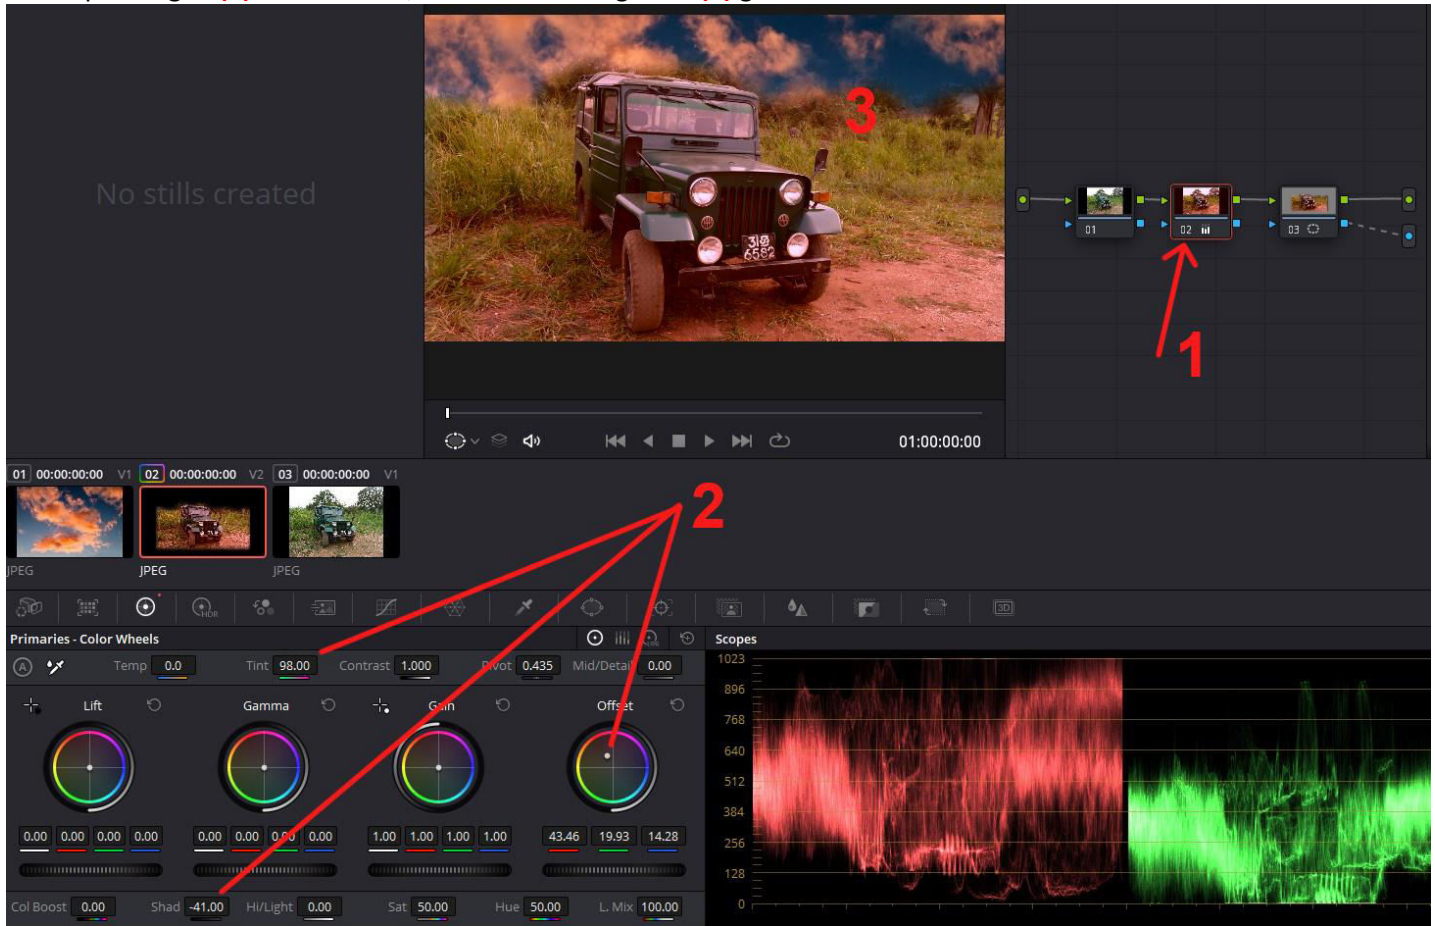 3
No stills created
31
6582
01
02
03
1
01:00:00:00
01 00:00:00:00 V1 02 00:00:00:00 V2 03 00:00:00:00 V1
2
JPEG JPEG JPEG
HDR
3D
Primaries - Color Wheels
Scopes
A Temp 0.0 Tint 98.00 Contrast 1.000 Pivot 0.435 Mid/Detail 0.00
Lift Gamma Gain Offset
0.00 0.00 0.00 0.00 0.00 0.00 0.00 0.00 1.00 1.00 1.00 1.00 43.46 19.93 14.28
Col Boost 0.00 Shad -41.00 Hi/Light 0.00 Sat 50.00 Hue 50.00 L. Mix 100.00
1023
896
768
640
512
384
256
128
0